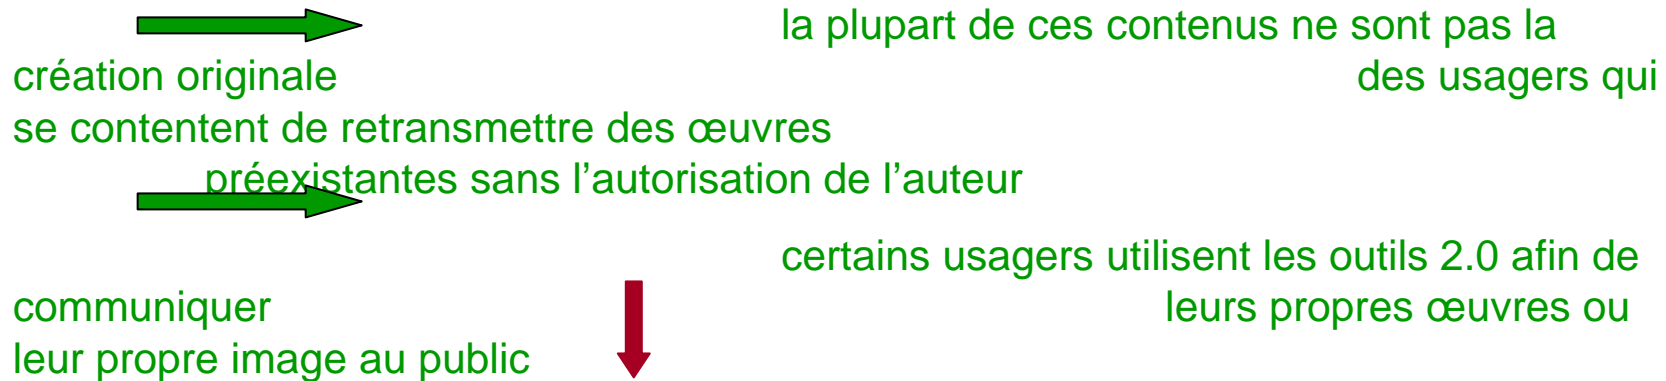 la plupart de ces contenus ne sont pas la
création originale des usagers qui
se contentent de retransmettre des œuvres
préexistantes sans l’autorisation de l’auteur
certains usagers utilisent les outils 2.0 afin de
communiquer leurs propres œuvres ou
leur propre image au public